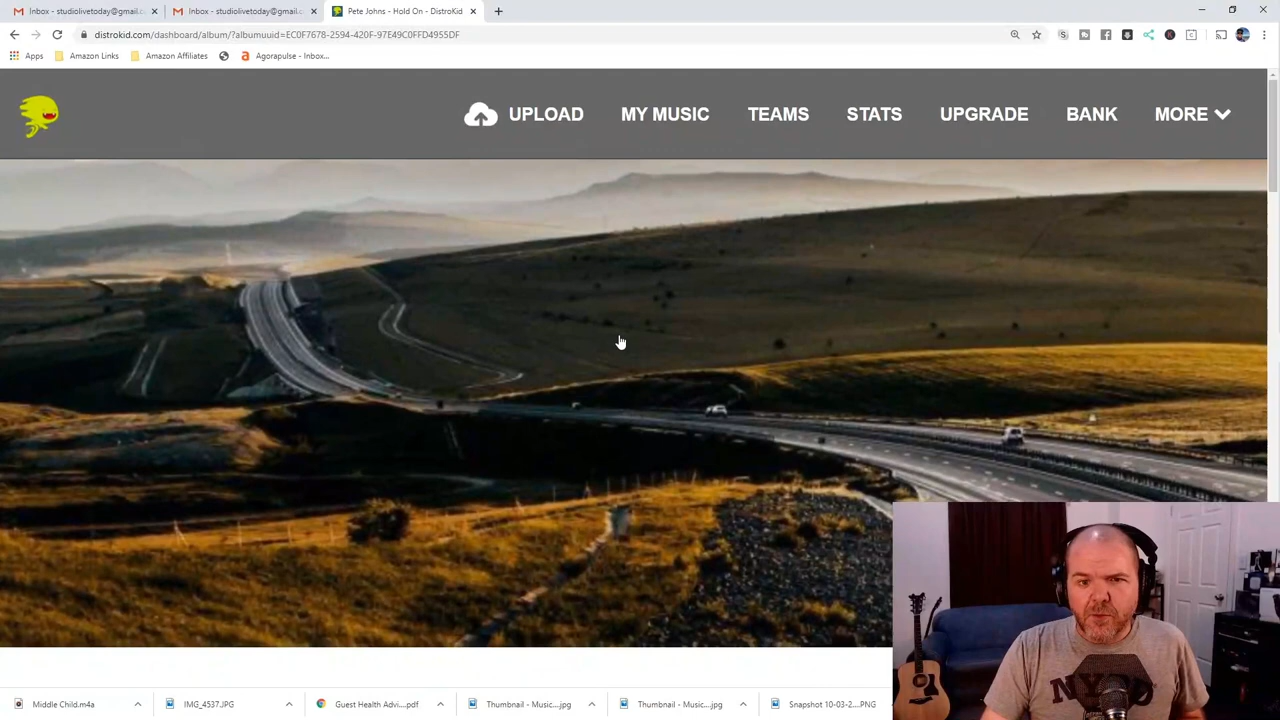 Inbox - studiolivetoday@gmail.c
Inbox - studiolivetoday@gmail.c
Pete Johns - Hold On - DistroKid
distrokid.com/dashboard/album/?albumuuid=EC0F7678-2594-420F-97E49C0FFD4955DF
Apps
Amazon Links
Amazon Affiliates
Agorapulse - Inbox...
UPLOAD
MY MUSIC
TEAMS
STATS
UPGRADE
BANK
MORE
Middle Child.m4a
IMG_4537.JPG
Guest Health Advi....pdf
Thumbnail - Music....jpg
Thumbnail - Music....jpg
Snapshot 10-03-2....PNG